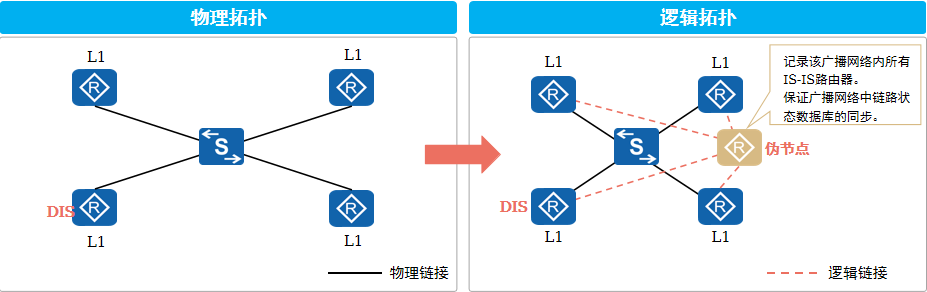 物理拓扑
逻辑拓扑
L1
L1
R
R
S
DIS
R
R
L1
L1
物理链接
L1
L1
R
R
记录该广播网络内所有
IS-IS路由器。
保证广播网络中链路状
态数据库的同步。
S
R
伪节点
DIS
R
R
L1
L1
逻辑链接